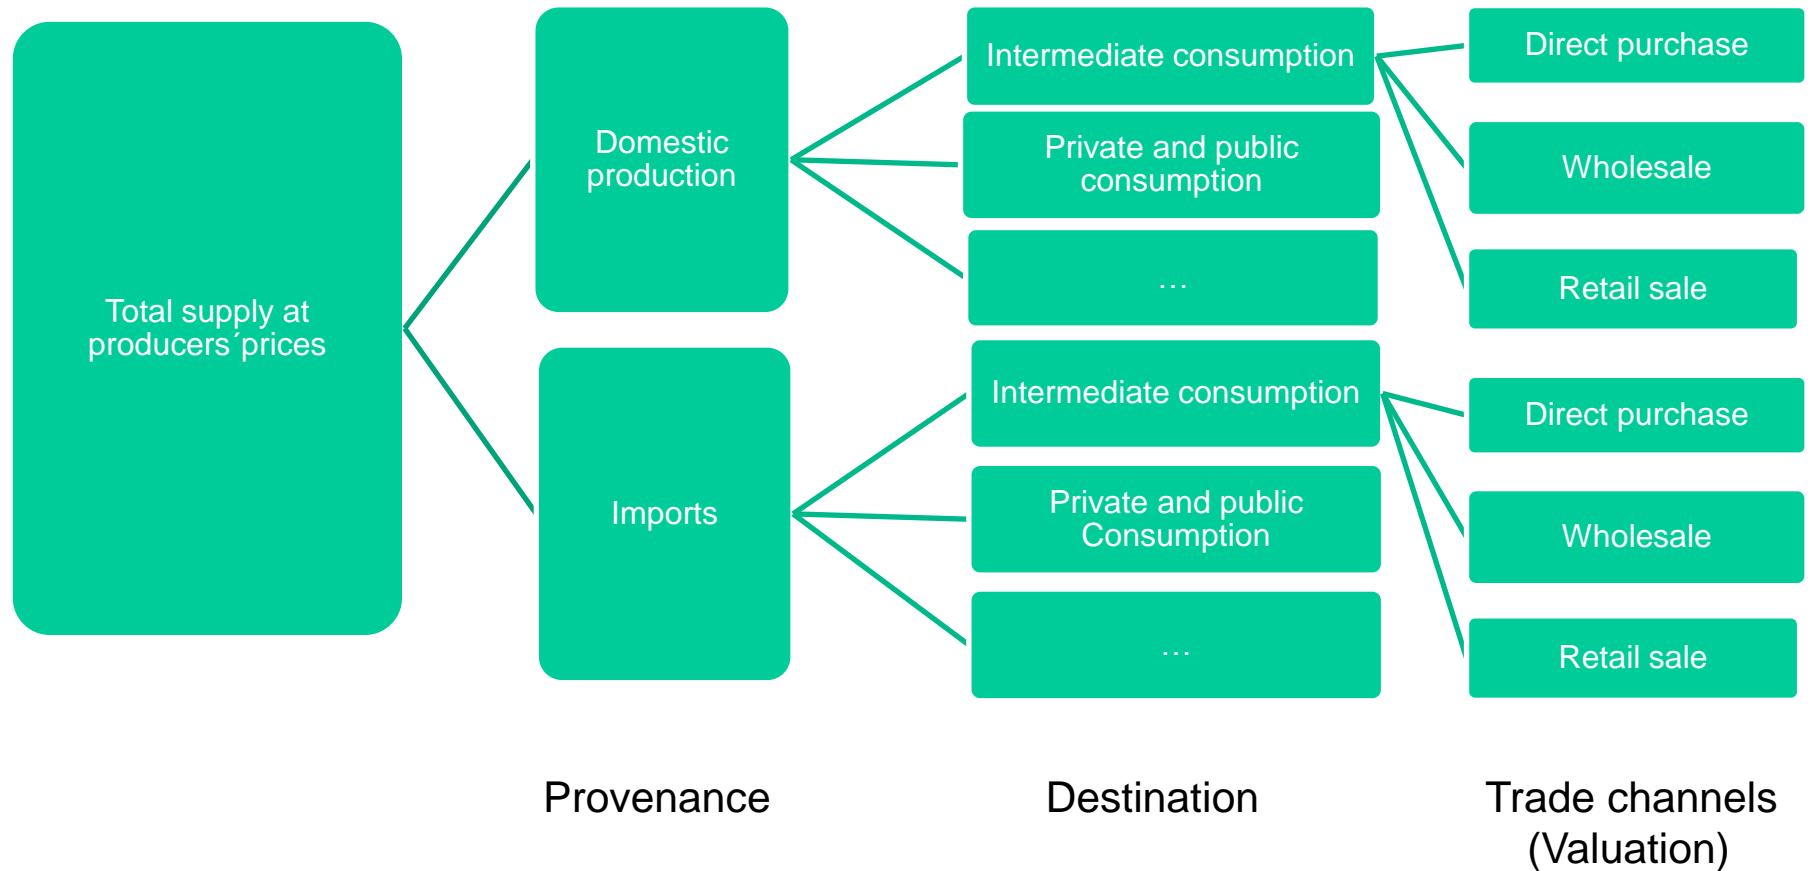 Total supply at
producers´prices
Domestic
production
Imports
Intermediate consumption
Private and public
consumption
…
Intermediate consumption
Private and public
Consumption
…
Direct purchase
Wholesale
Retail sale
Direct purchase
Wholesale
Retail sale
Provenance
Destination
Trade channels
(Valuation)